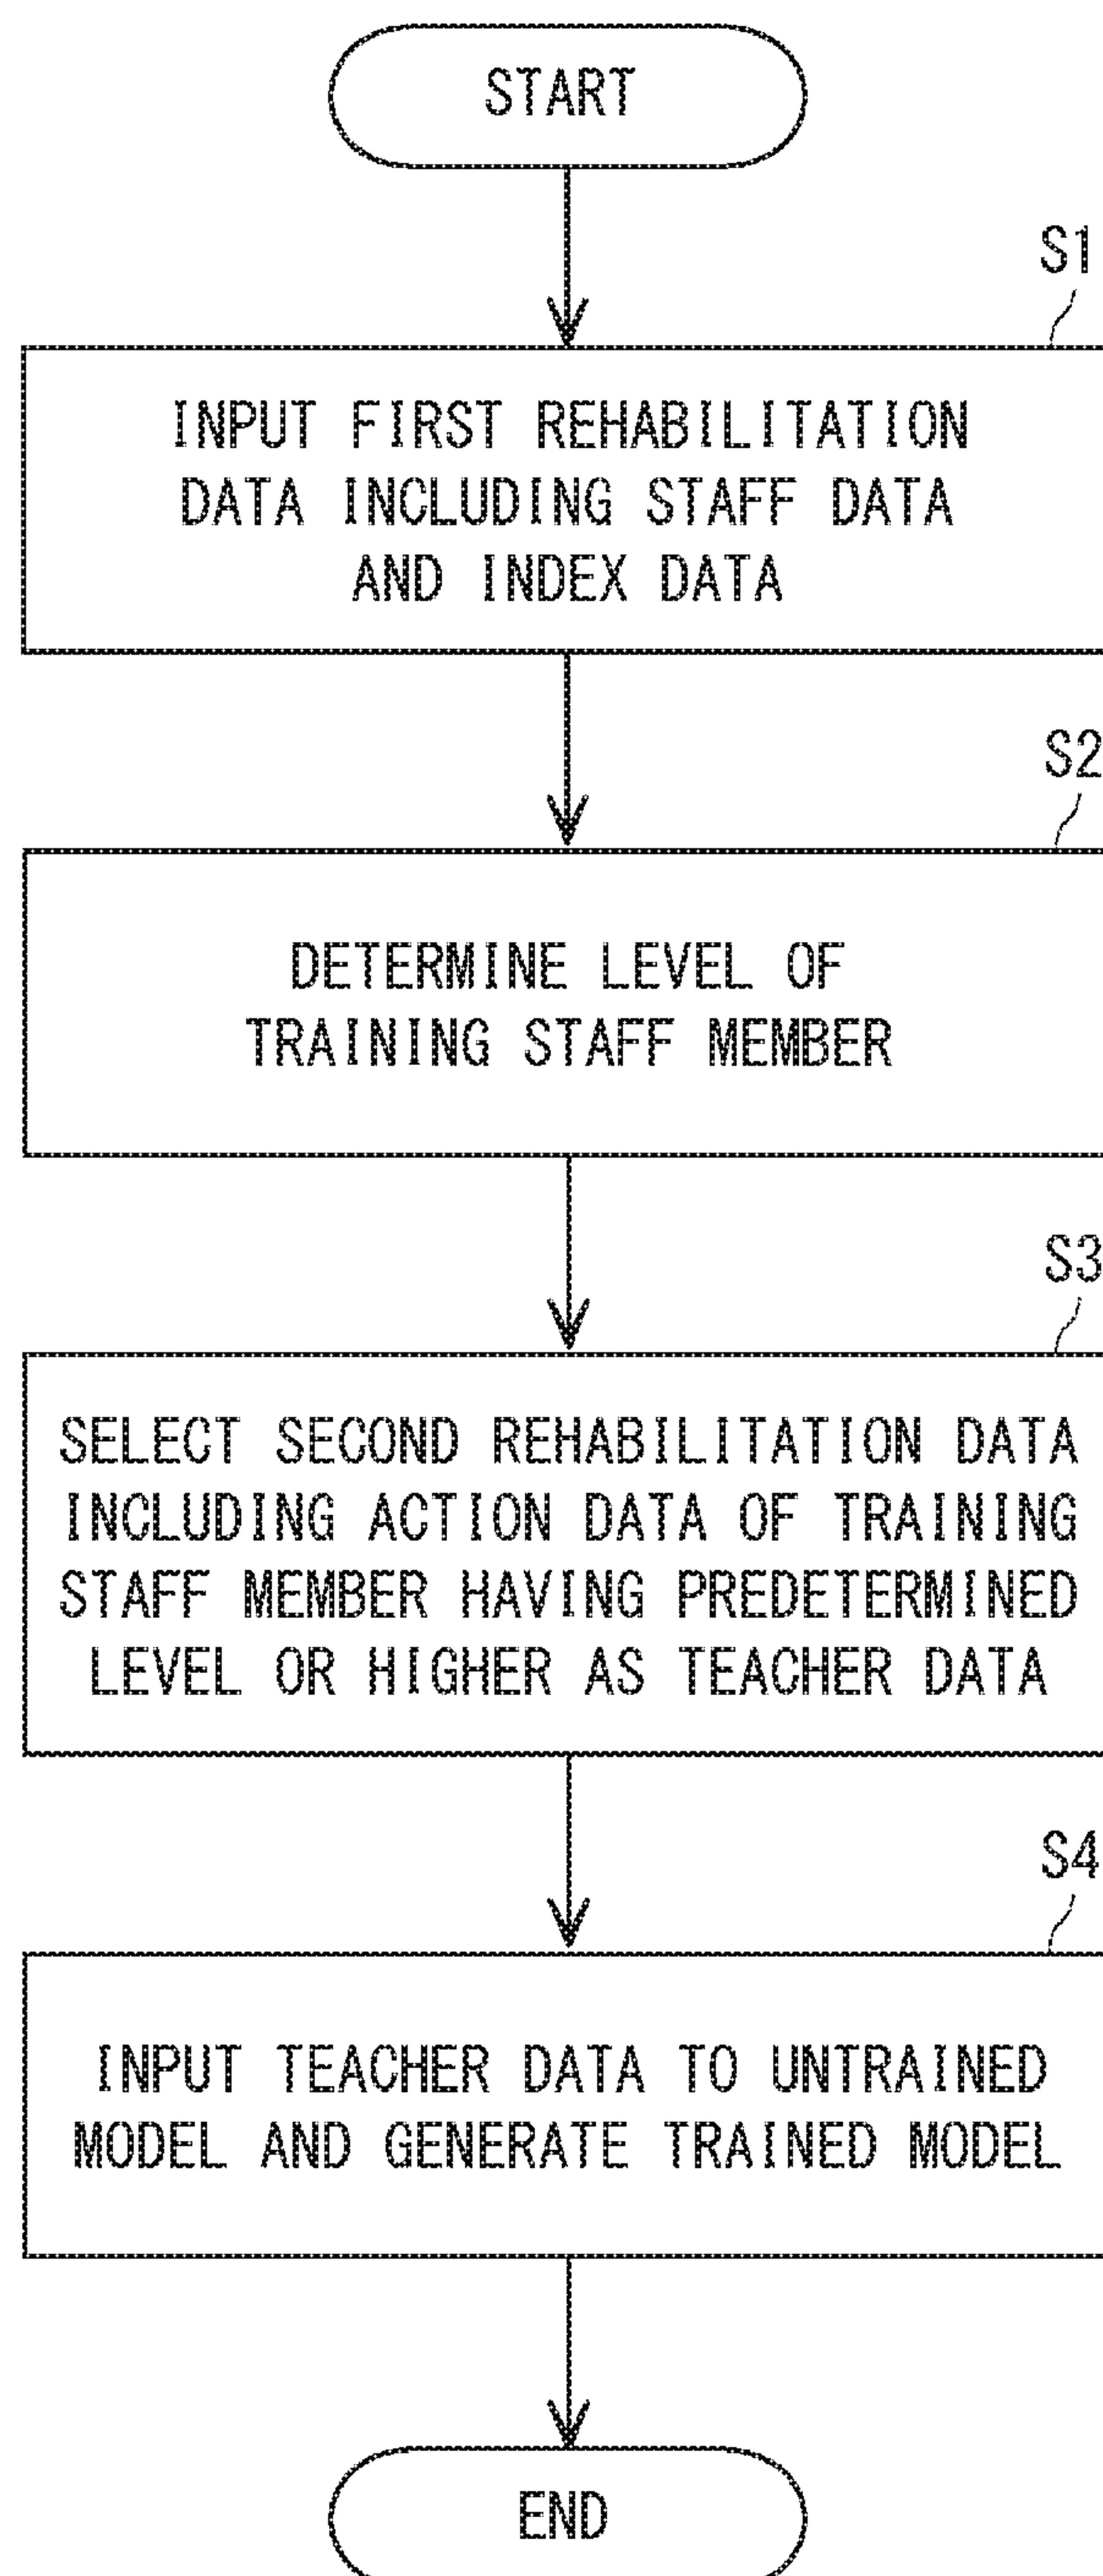 START
S1
INPUT FIRST REHABILITATION
DATA INCLUDING STAFF DATA
AND INDEX DATA
S2
DETERMINE LEVEL OF
TRAINING STAFF MEMBER
S3
SELECT SECOND REHABILITATION DATA
INCLUDING ACTION DATA OF TRAINING
STAFF MEMBER HAVING PREDETERMINED
LEVEL OR HIGHER AS TEACHER DATA
S4
INPUT TEACHER DATA TO UNTRAINED
MODEL AND GENERATE TRAINED MODEL
END